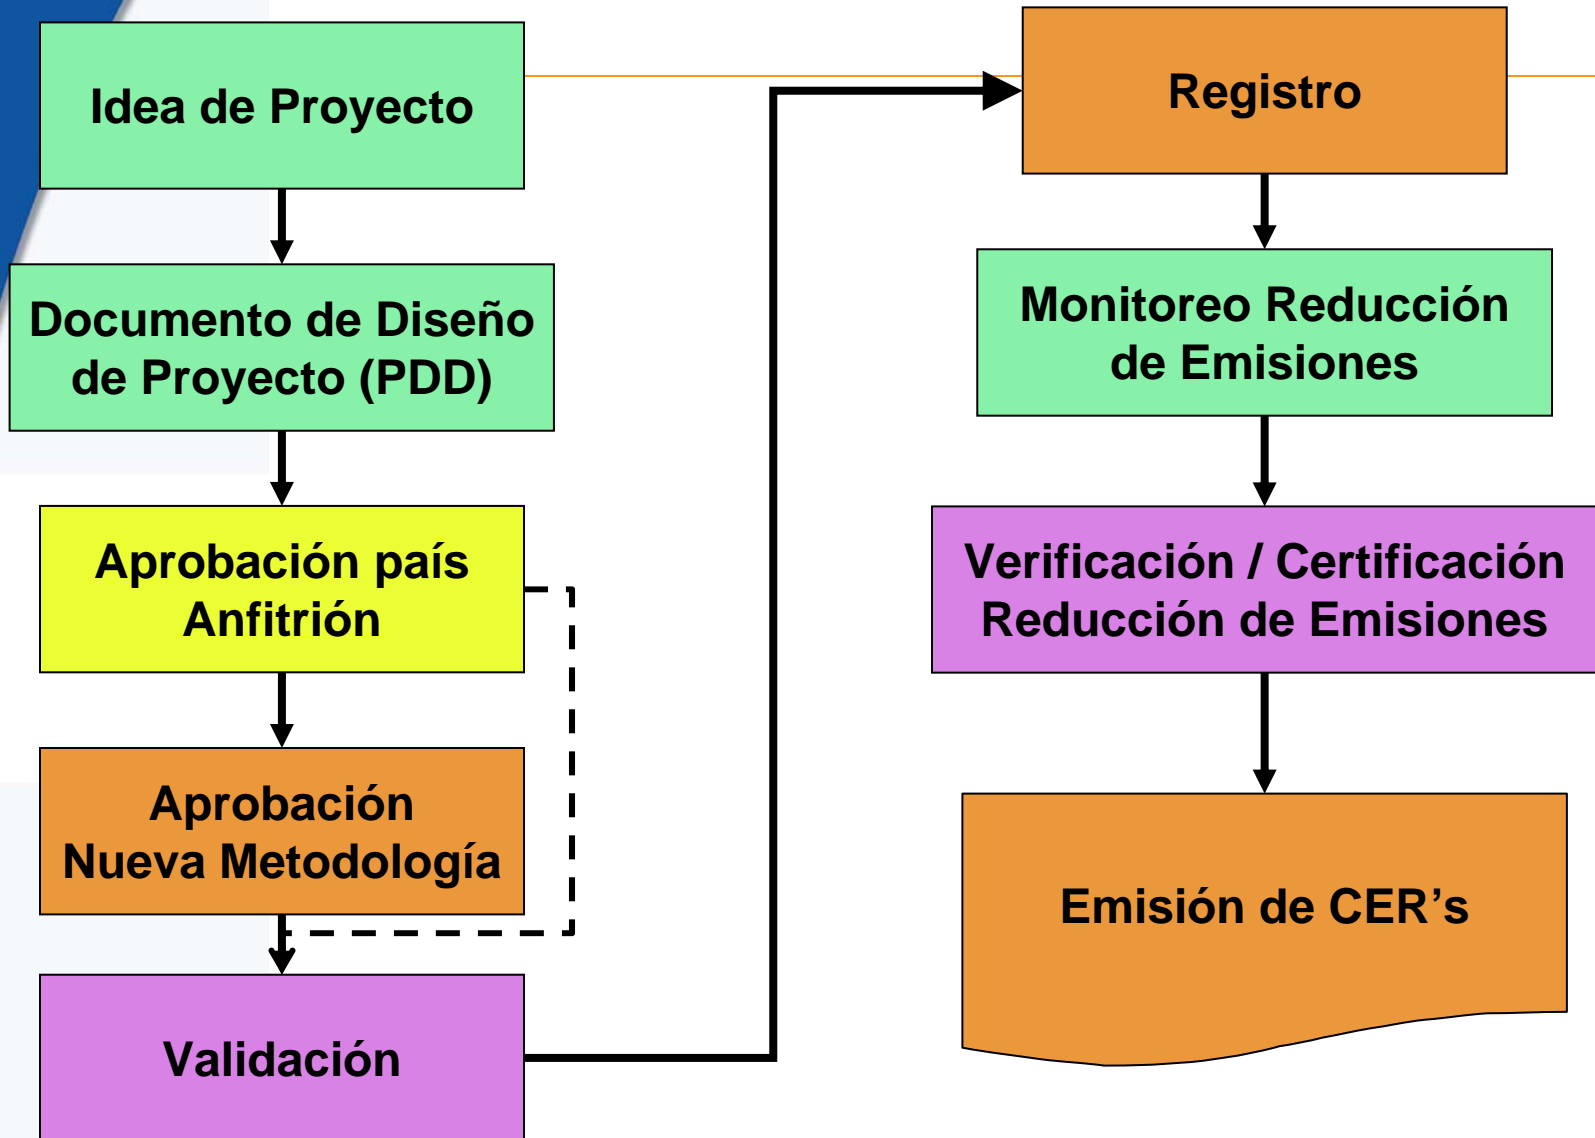 Idea de Proyecto
Documento de Diseño
de Proyecto (PDD)
Aprobación país
Anfitrión
Aprobación
Nueva Metodología
Validación
Registro
Monitoreo Reducción
de Emisiones
Verificación / Certificación
Reducción de Emisiones
Emisión de CER’s